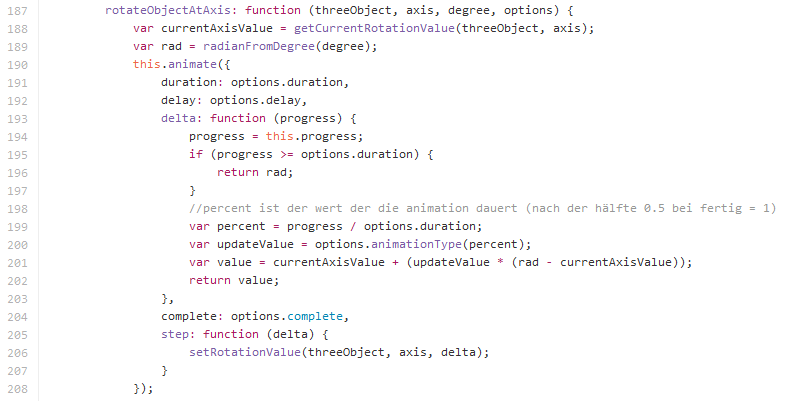 187 rotateObjectAtAxis: function (threeObject, axis, degree, options) {
188 var currentAxisValue = getCurrentRotationValue(threeObject, axis);
189 var rad = radianFromDegree(degree);
190 this.animate({
191 duration: options.duration,
192 delay: options.delay,
193 delta: function (progress) {
194 progress = this.progress;
195 if (progress >= options.duration) {
196 return rad;
197 }
198 //percent ist der wert der die animation dauert (nach der hälfte 0.5 bei fertig = 1)
199 var percent = progress / options.duration;
200 var updateValue = options.animationType(percent);
201 var value = currentAxisValue + (updateValue * (rad - currentAxisValue));
202 return value;
203 },
204 complete: options.complete,
205 step: function (delta) {
206 setRotationValue(threeObject, axis, delta);
207 }
208 });